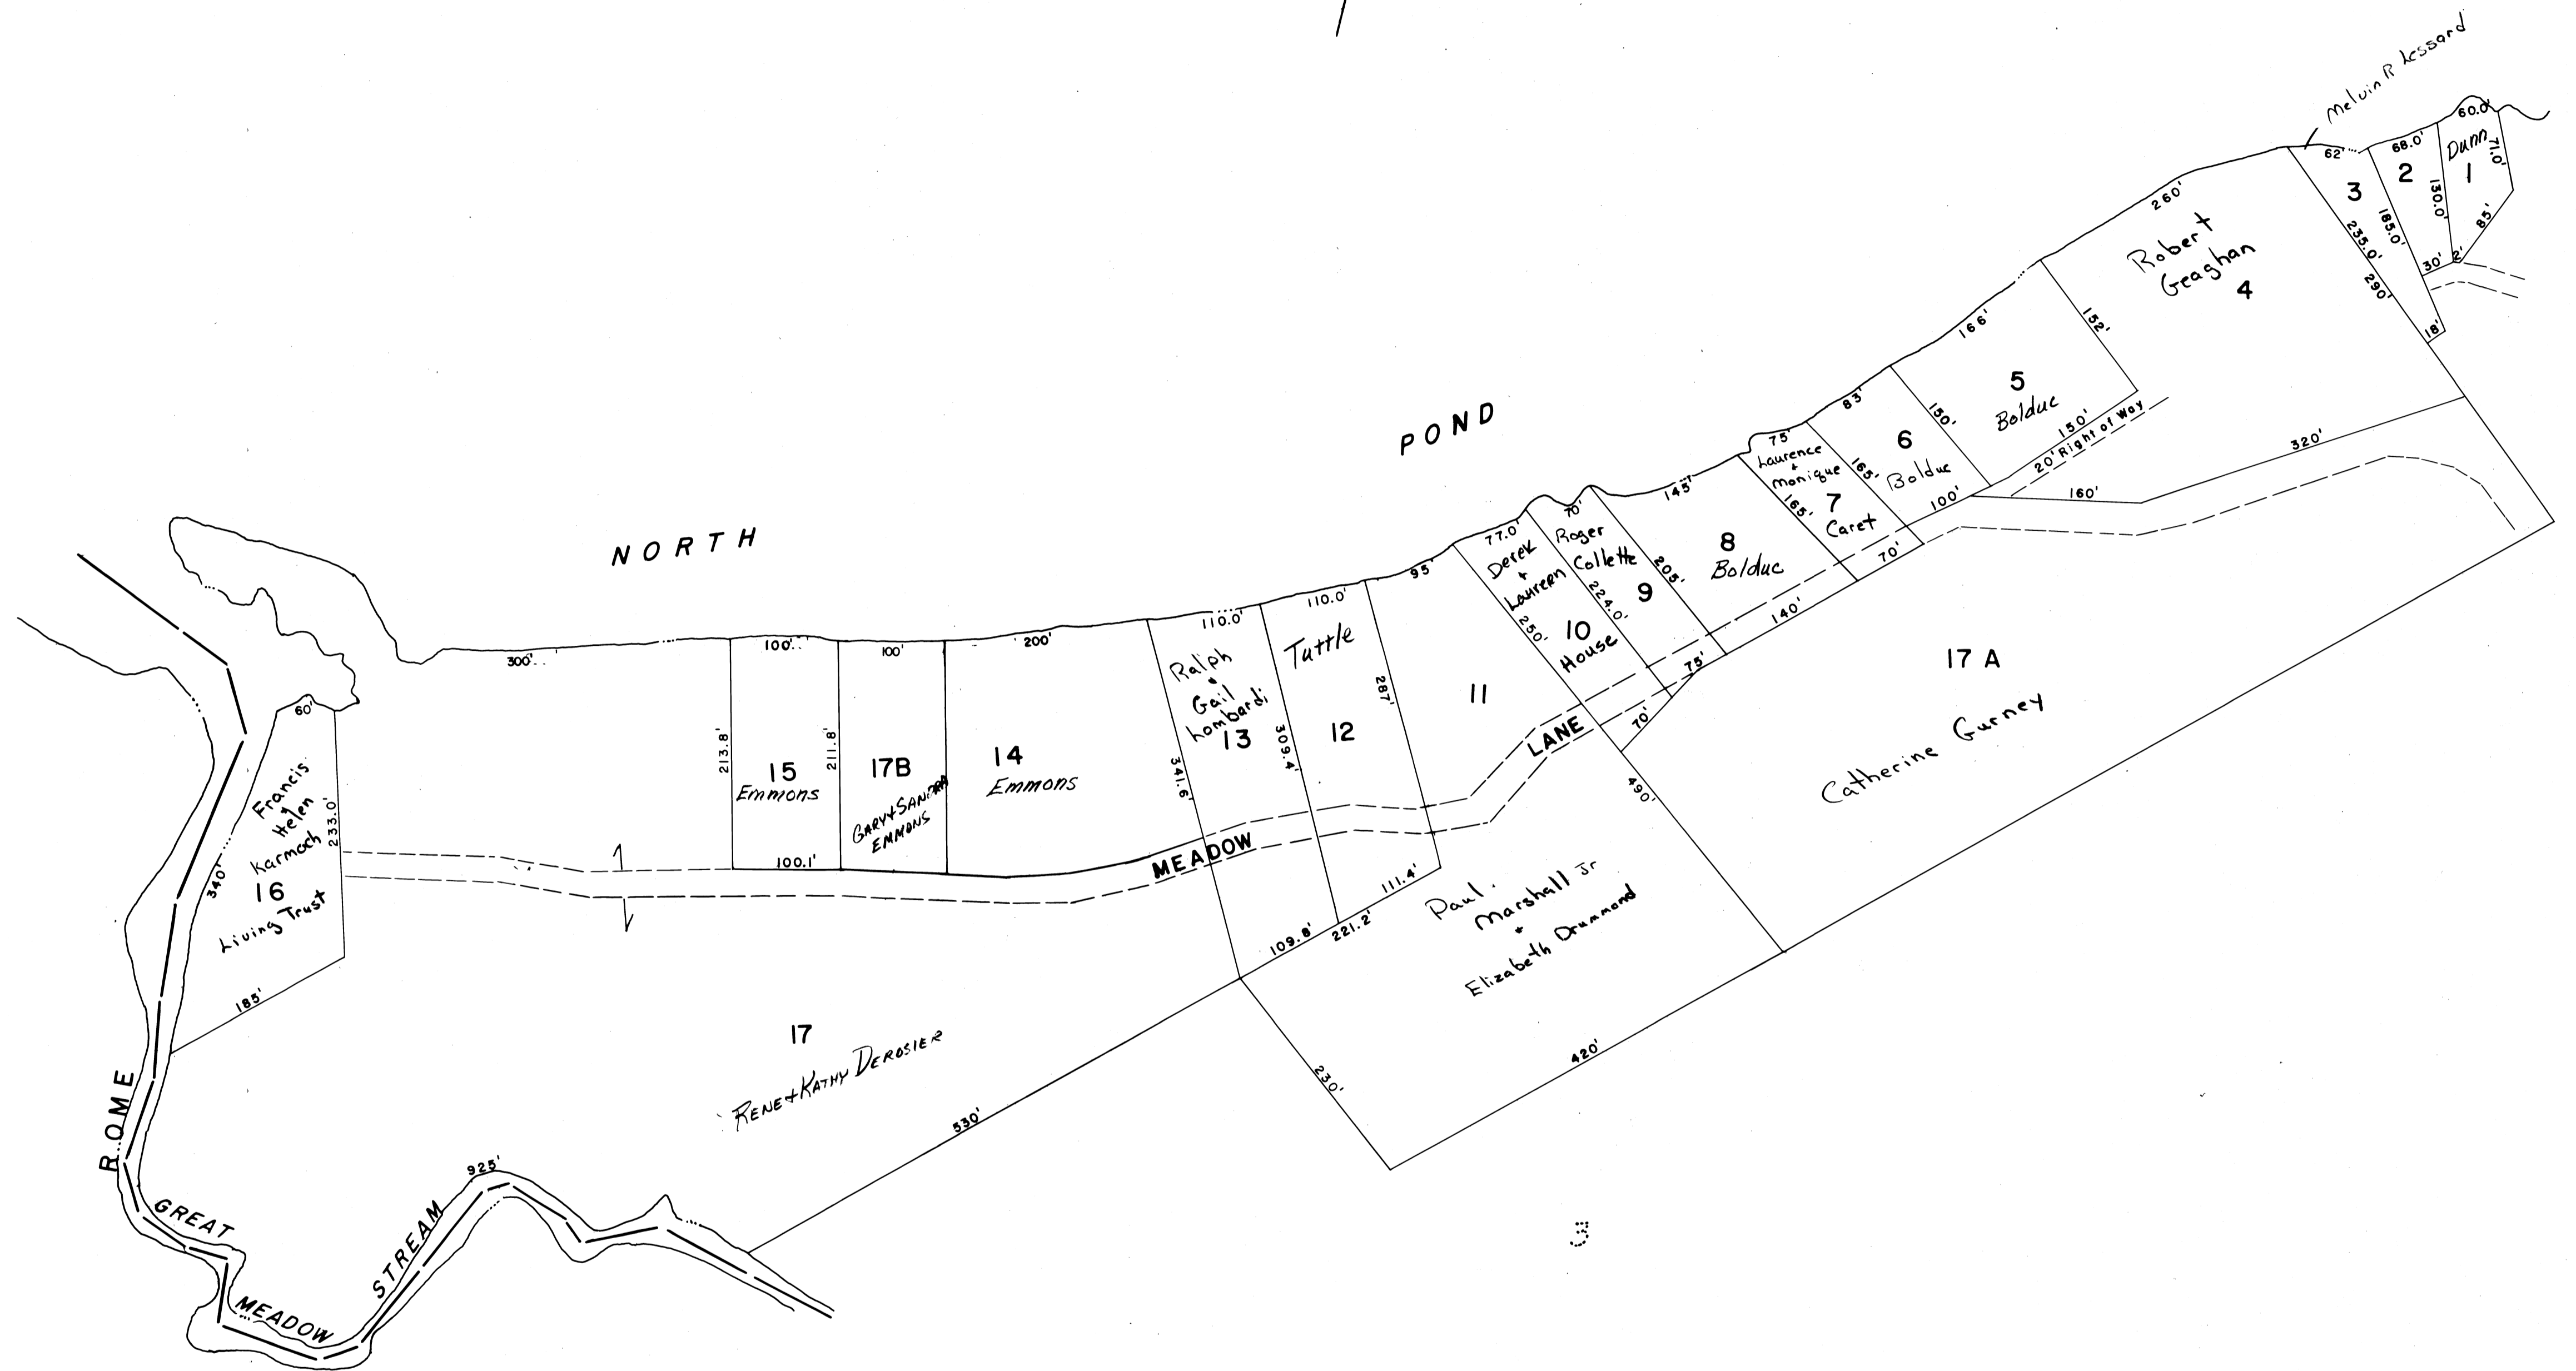 Melvin R Lessard
60.0'
Dunn
71.0'
1
85'
68.0'
2
130.0'
2'
30'
62'
3
185.0'
235.0'
290'
18'
260'
Robert
Geaghan
4
152'
320'
160'
166'
5
Bolduc
150'
20' Right of Way
83'
150'
6
Bolduc
100'
75'
Laurence
+
Monique
165'
165'
7
Caret
70'
POND
145'
8
Bolduc
205'
140'
70'
Roger
Collette
224.0'
9
75'
77.0'
Derek
+
Laureen
250'
10
House
70'
95'
11
287'
NORTH
110.0'
Tuttle
12
309.4'
111.4'
110.0'
Ralph
Gail
Lombardi
13
341.6'
109.8'
221.2'
200'
14
Emmons
100'
17B
GARY+SANDRA
EMMONS
211.8'
100'
15
Emmons
213.8'
100.1'
300'
60'
Francis
+
Helen
Karmoch
233.0'
16
Living Trust
340'
185'
MEADOW
LANE
490'
17 A
Catherine Gurney
Paul.
Marshall Jr
+
Elizabeth Drummond
420'
230'
17
RENE+KATHY DEROSIER
530'
ROME
925'
GREAT
MEADOW
STREAM
3